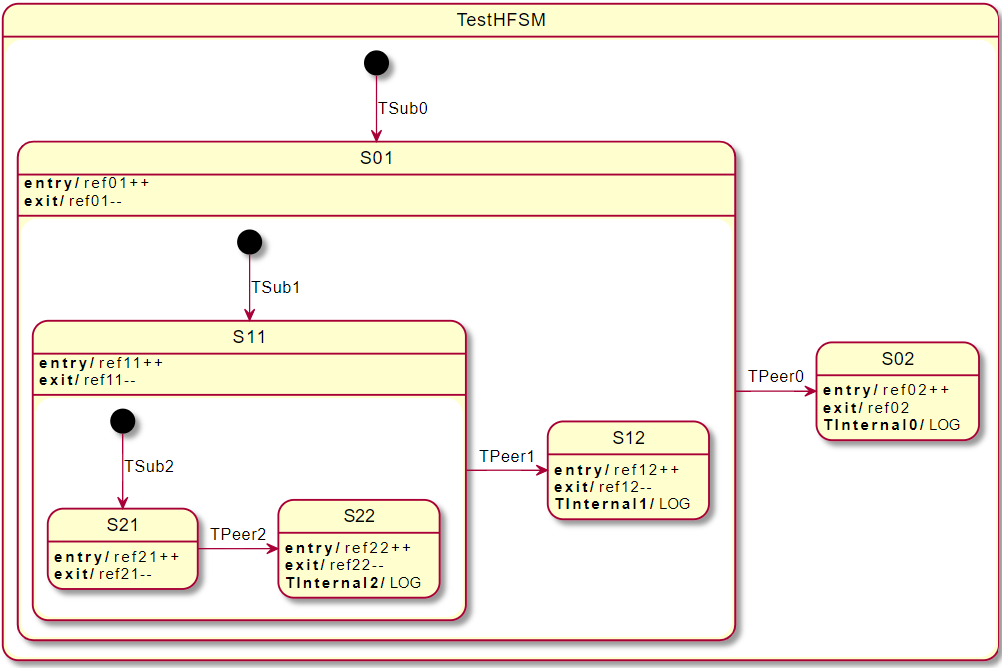 TestHFSM
TSub0
S01
entry/ ref01++
exit/ ref01--
TSub1
S11
entry/ ref11++
exit/ ref11--
TSub2
S21
entry/ ref21++
exit/ ref21--
TPeer2
S22
entry/ ref22++
exit/ ref22--
TInternal2/ LOG
TPeer1
S12
entry/ ref12++
exit/ ref12--
TInternal1/ LOG
TPeer0
S02
entry/ ref02++
exit/ ref02
TInternal0/ LOG